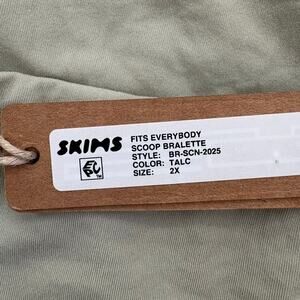 SKIMS
FITS EVERYBODY
SCOOP BRALETTE
STYLE: BR-SCN-2025
COLOR: TALC
SIZE: 2X